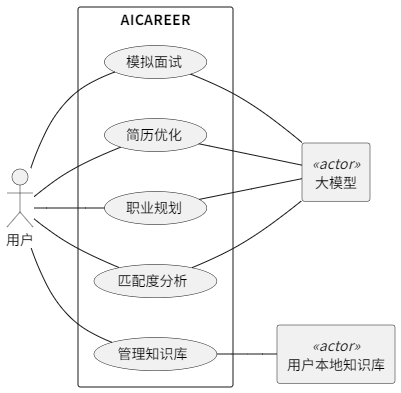 AICAREER
模拟面试
简历优化
职业规划
匹配度分析
管理知识库
用户
«actor»
大模型
«actor»
用户本地知识库